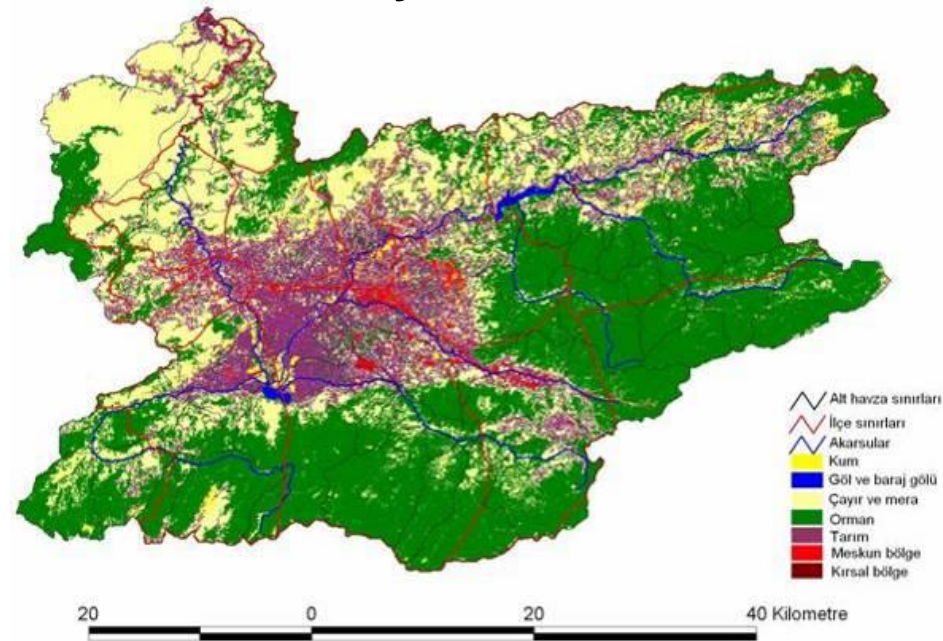 Alt havza sınırları
İlçe sınırları
Akarsular
Kum
Göl ve baraj gölü
Çayır ve mera
Orman
Tarım
Meskun bölge
Kırsal bölge
20 0 20 40 Kilometre